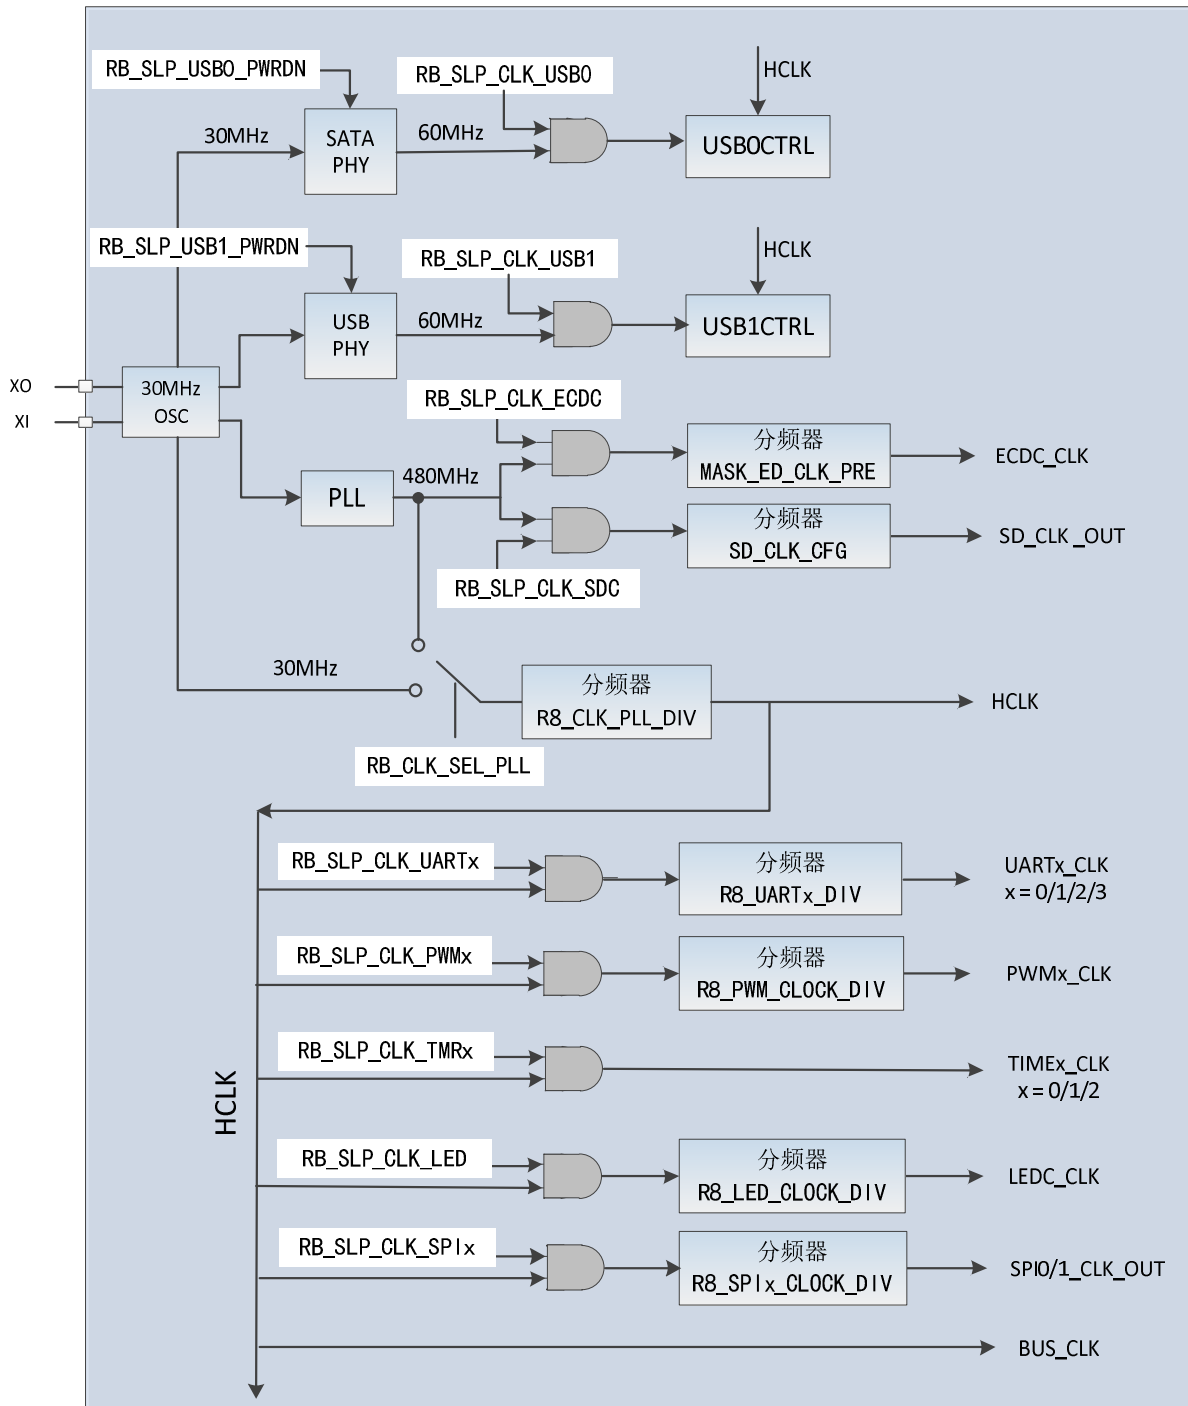 RB_SLP_USB0_PWRDN
RB_SLP_CLK_USB0
HCLK
30MHz
SATA
PHY
60MHz
USB0CTRL
RB_SLP_USB1_PWRDN
RB_SLP_CLK_USB1
HCLK
USB
PHY
60MHz
USB1CTRL
XO
XI
30MHz
OSC
RB_SLP_CLK_ECDC
分频器
MASK_ED_CLK_PRE
ECDC_CLK
PLL
480MHz
分频器
SD_CLK_CFG
SD_CLK_OUT
RB_SLP_CLK_SDC
30MHz
分频器
R8_CLK_PLL_DIV
HCLK
RB_CLK_SEL_PLL
RB_SLP_CLK_UARTx
分频器
R8_UARTx_DIV
UARTx_CLK
x = 0/1/2/3
RB_SLP_CLK_PWMx
分频器
R8_PWM_CLOCK_DIV
PWMx_CLK
RB_SLP_CLK_TMRx
TIMEx_CLK
x = 0/1/2
HCLK
RB_SLP_CLK_LED
分频器
R8_LED_CLOCK_DIV
LEDC_CLK
RB_SLP_CLK_SPIx
分频器
R8_SPIx_CLOCK_DIV
SPI0/1_CLK_OUT
BUS_CLK